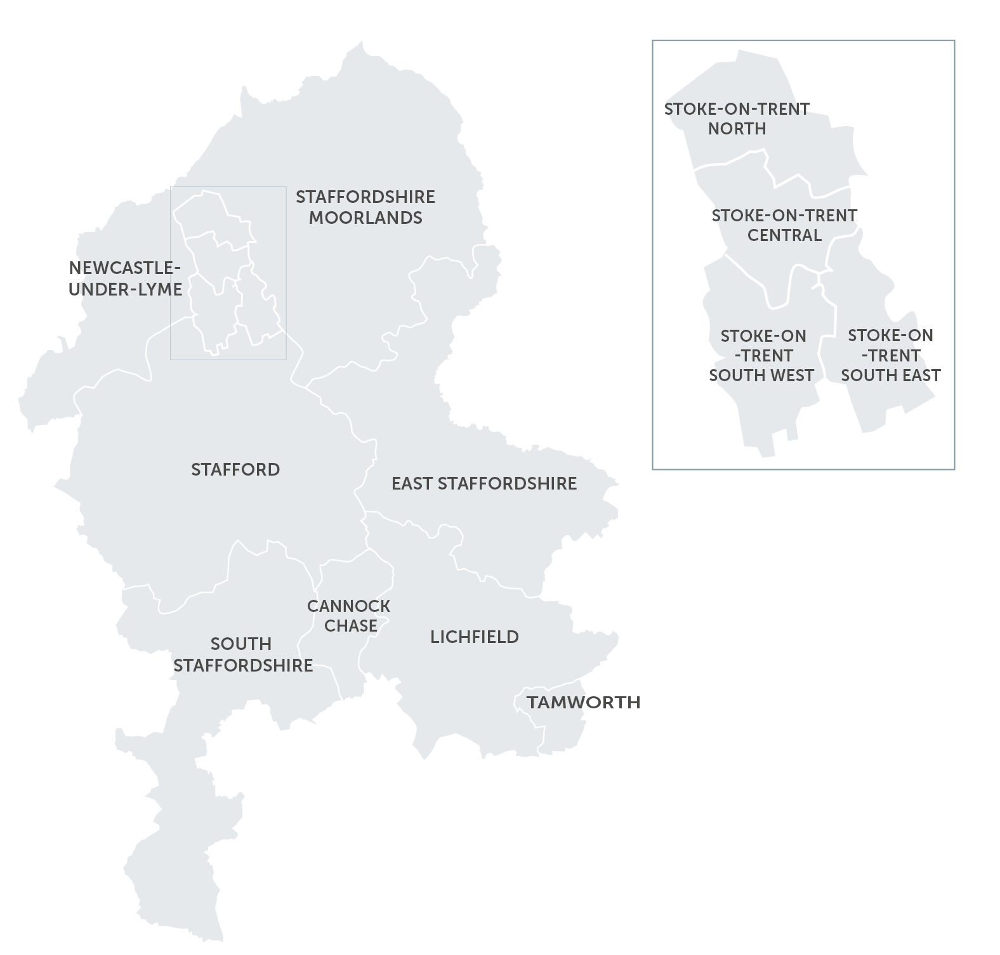 STOKE-ON-TRENT
NORTH
STAFFORDSHIRE
MOORLANDS
STOKE-ON-TRENT
CENTRAL
NEWCASTLE-
UNDER-LYME
STOKE-ON
-TRENT
SOUTH WEST
STOKE-ON
-TRENT
SOUTH EAST
STAFFORD
EAST STAFFORDSHIRE
CANNOCK
CHASE
LICHFIELD
SOUTH
STAFFORDSHIRE
TAMWORTH